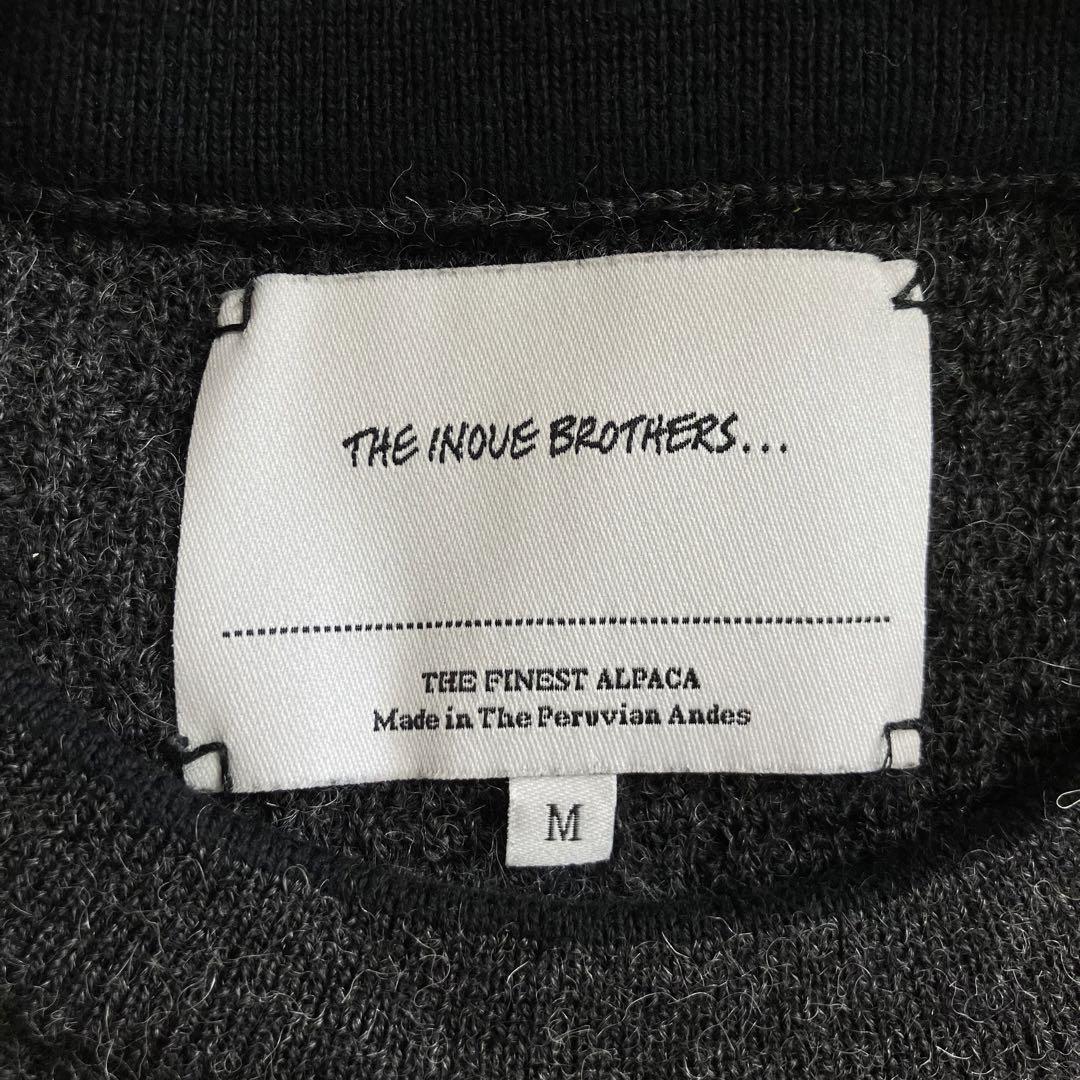 THE INOUE BROTHERS...
THE FINEST ALPACA
Made in The Peruvian Andes
M